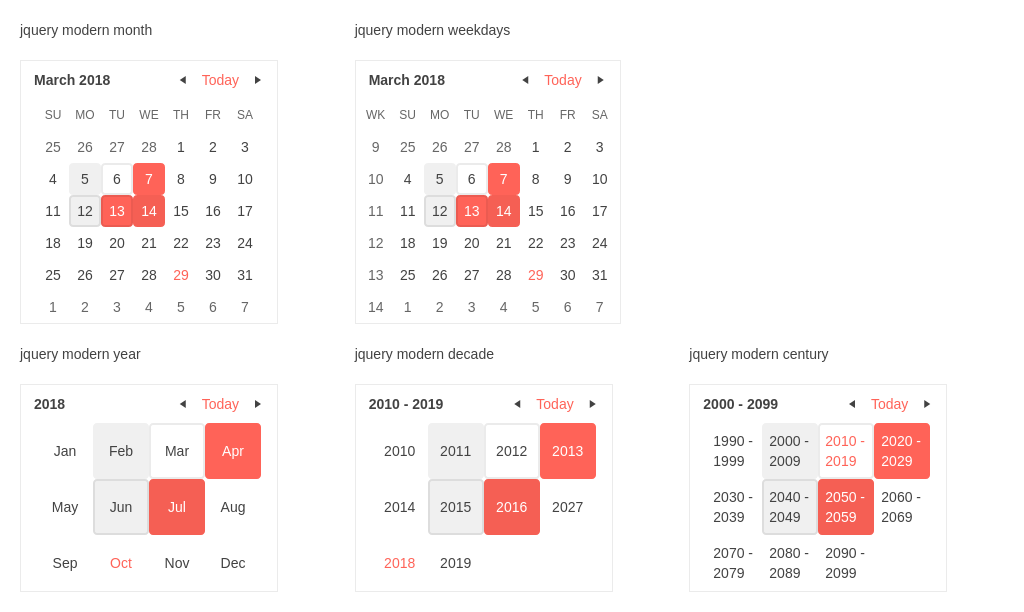 jquery modern month
March 2018 Today
SU MO TU WE TH FR SA
25 26 27 28 1 2 3
4 5 6 7 8 9 10
11 12 13 14 15 16 17
18 19 20 21 22 23 24
25 26 27 28 29 30 31
1 2 3 4 5 6 7
jquery modern weekdays
March 2018 Today
WK SU MO TU WE TH FR SA
9 25 26 27 28 1 2 3
10 4 5 6 7 8 9 10
11 11 12 13 14 15 16 17
12 18 19 20 21 22 23 24
13 25 26 27 28 29 30 31
14 1 2 3 4 5 6 7
jquery modern year
2018 Today
Jan Feb Mar Apr
May Jun Jul Aug
Sep Oct Nov Dec
jquery modern decade
2010 - 2019 Today
2010 2011 2012 2013
2014 2015 2016 2027
2018 2019
jquery modern century
2000 - 2099 Today
1990 - 2000 - 2010 - 2020 -
1999 2009 2019 2029
2030 - 2040 - 2050 - 2060 -
2039 2049 2059 2069
2070 - 2080 - 2090 -
2079 2089 2099